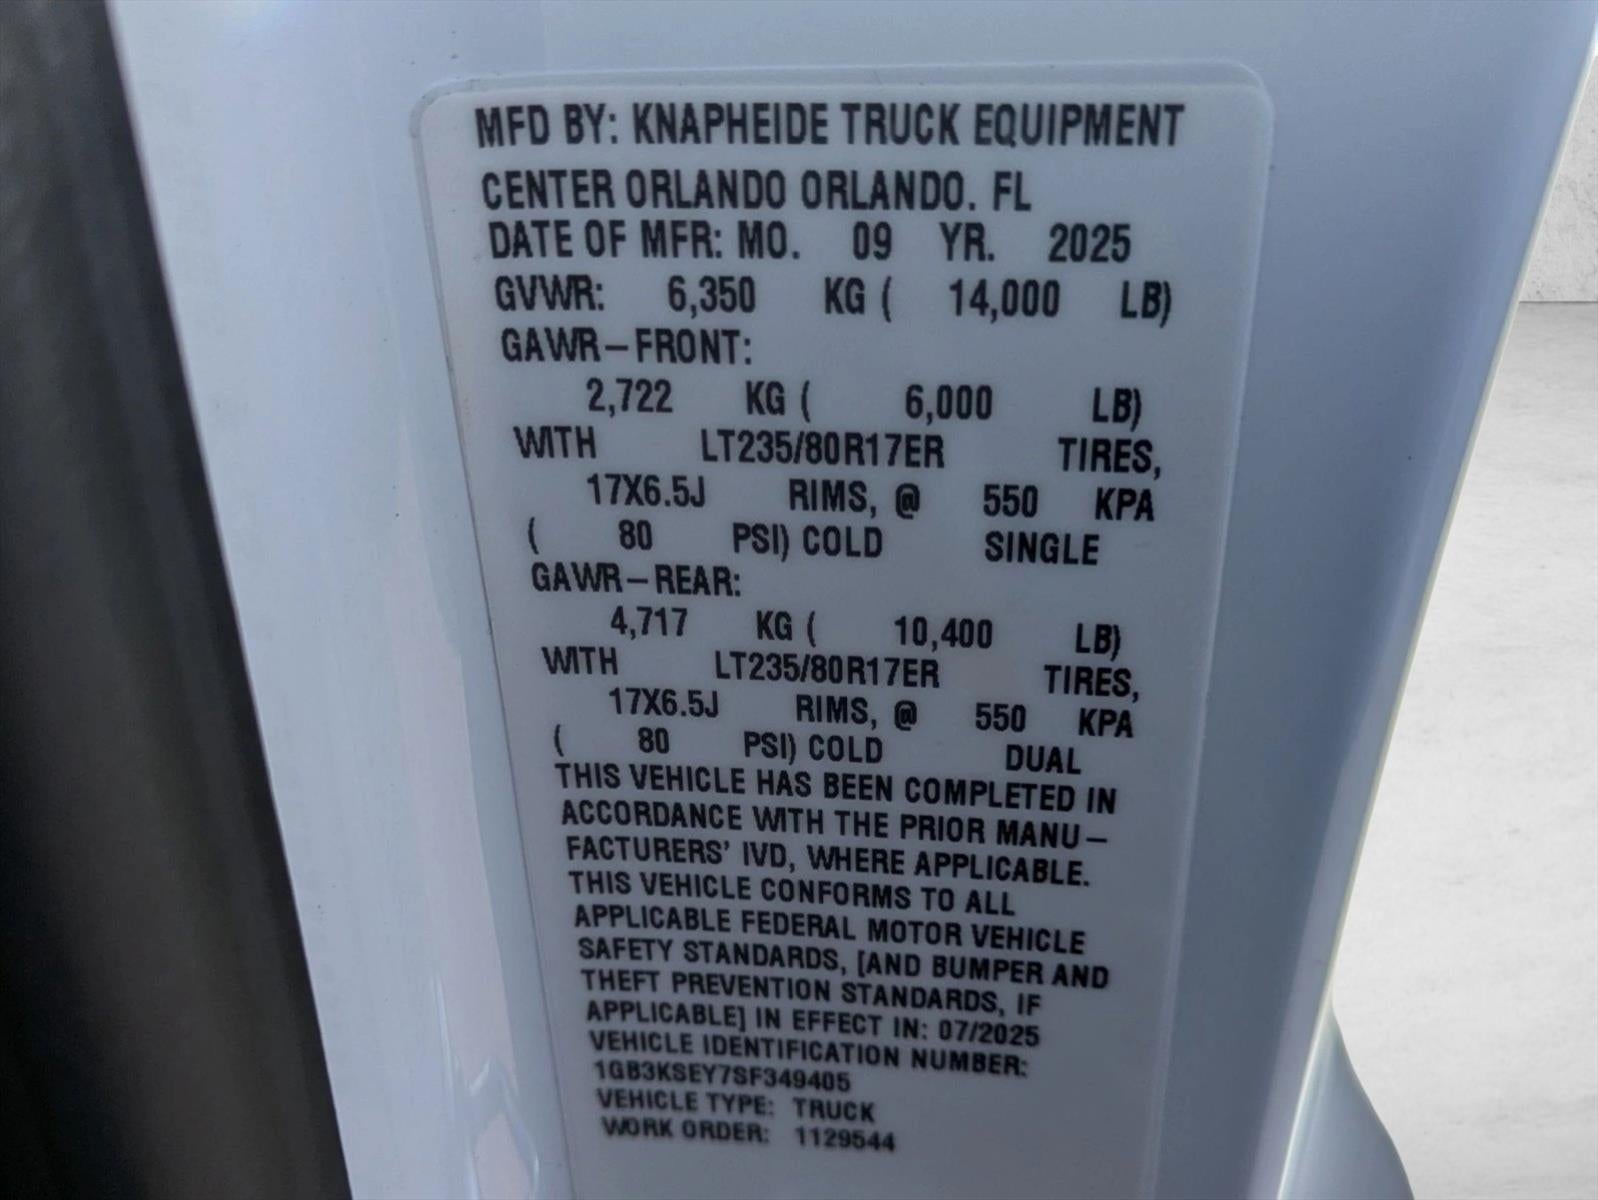 MFD BY: KNAPHEIDE TRUCK EQUIPMENT
CENTER ORLANDO ORLANDO. FL
DATE OF MFR: MO. 09 YR. 2025
GVWR: 6,350 KG ( 14,000 LB)
GAWR-FRONT:
2,722 KG ( 6,000 LB)
WITH LT235/80R17ER TIRES,
17X6.5J RIMS, @ 550 KPA
( 80 PSI) COLD SINGLE
GAWR-REAR:
4,717 KG ( 10,400 LB)
WITH LT235/80R17ER TIRES,
17X6.5J RIMS, @ 550 KPA
( 80 PSI) COLD DUAL
THIS VEHICLE HAS BEEN COMPLETED IN
ACCORDANCE WITH THE PRIOR MANU-
FACTURERS' IVD, WHERE APPLICABLE.
THIS VEHICLE CONFORMS TO ALL
APPLICABLE FEDERAL MOTOR VEHICLE
SAFETY STANDARDS, [AND BUMPER AND
THEFT PREVENTION STANDARDS, IF
APPLICABLE] IN EFFECT IN: 07/2025
VEHICLE IDENTIFICATION NUMBER:
1GB3KSEY7SF349405
VEHICLE TYPE: TRUCK
WORK ORDER: 1129544